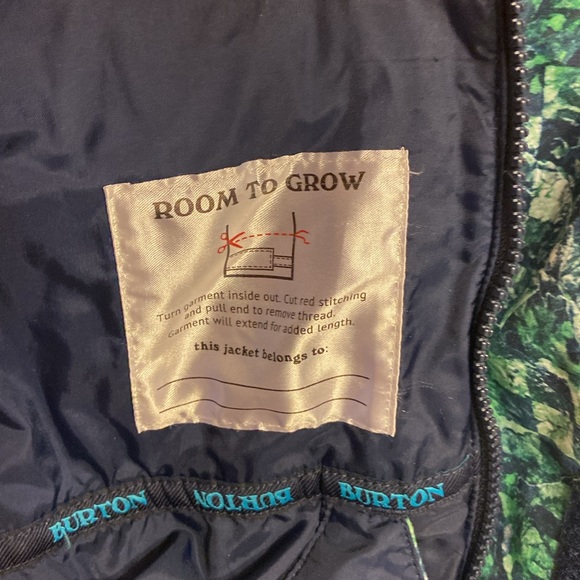 ROOM TO GROW
Turn garment inside out. Cut red stitching
and pull end to remove thread.
Garment will extend for added length.
this jacket belongs to:
BURTON BURTON BURTON